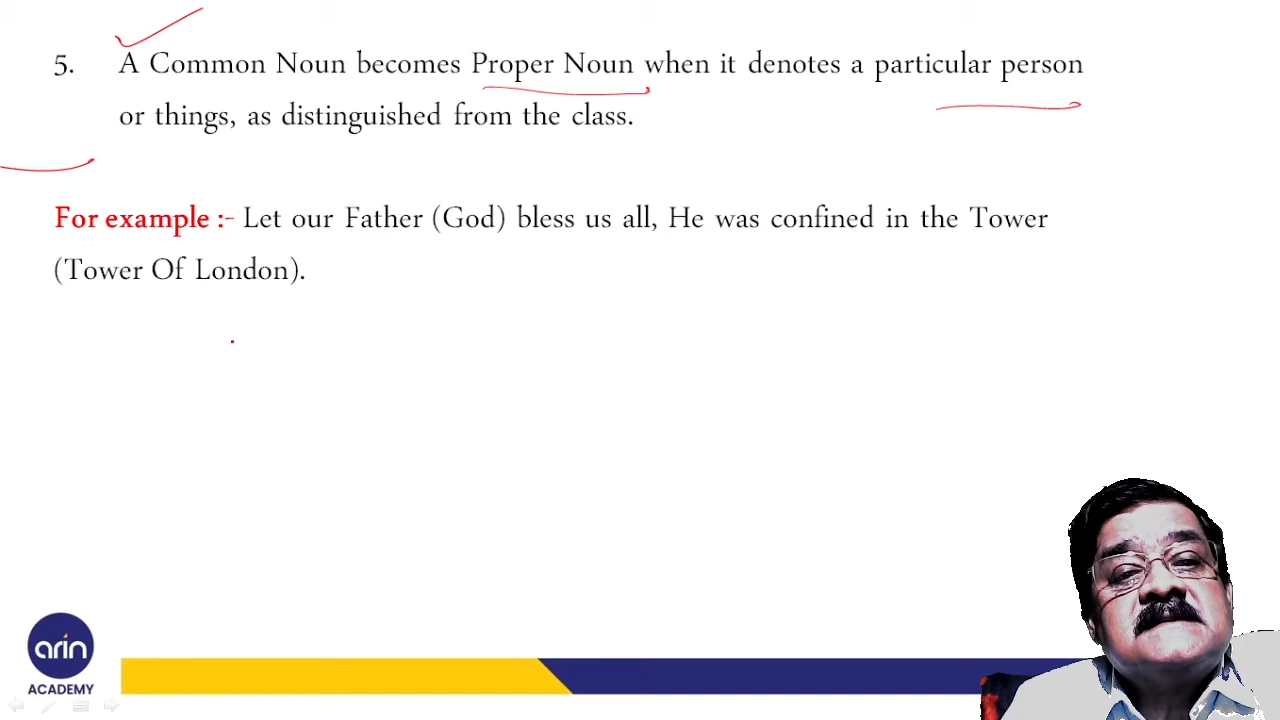 5. A Common Noun becomes Proper Noun when it denotes a particular person
or things, as distinguished from the class.
For example :- Let our Father (God) bless us all, He was confined in the Tower
(Tower Of London).
arin
ACADEMY